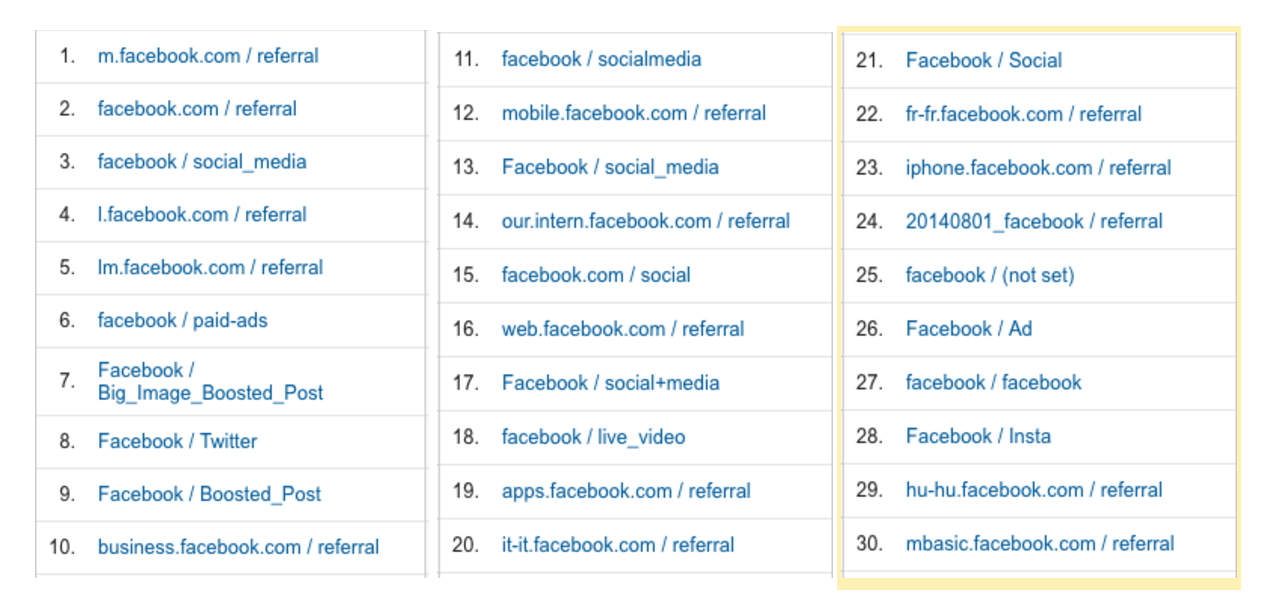 1. m.facebook.com / referral
2. facebook.com / referral
3. facebook / social_media
4. l.facebook.com / referral
5. lm.facebook.com / referral
6. facebook / paid-ads
7. Facebook /
Big_Image_Boosted_Post
8. Facebook / Twitter
9. Facebook / Boosted_Post
10. business.facebook.com / referral
11. facebook / socialmedia
12. mobile.facebook.com / referral
13. Facebook / social_media
14. our.intern.facebook.com / referral
15. facebook.com / social
16. web.facebook.com / referral
17. Facebook / social+media
18. facebook / live_video
19. apps.facebook.com / referral
20. it-it.facebook.com / referral
21. Facebook / Social
22. fr-fr.facebook.com / referral
23. iphone.facebook.com / referral
24. 20140801_facebook / referral
25. facebook / (not set)
26. Facebook / Ad
27. facebook / facebook
28. Facebook / Insta
29. hu-hu.facebook.com / referral
30. mbasic.facebook.com / referral